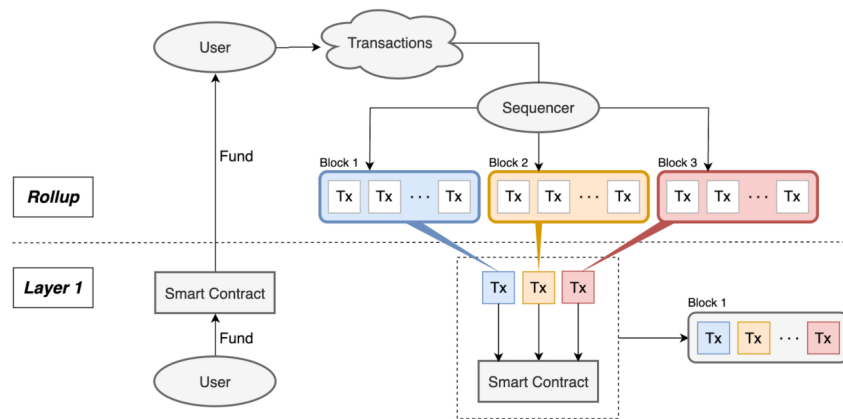 User
Transactions
Sequencer
Fund
Block 1
Block 2
Block 3
Tx Tx ... Tx
Tx Tx ... Tx
Tx Tx ... Tx
Rollup
Layer 1
Smart Contract
Fund
User
Tx Tx Tx
Smart Contract
Block 1
Tx Tx ... Tx